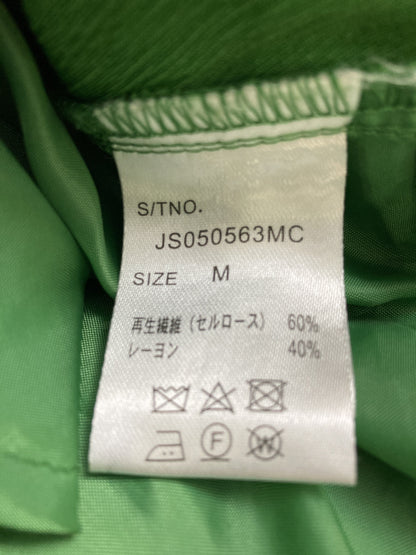 S/TNO.
JS050563MC
SIZE M
再生繊維（セルロース） 60%
レーヨン 40%
F
W